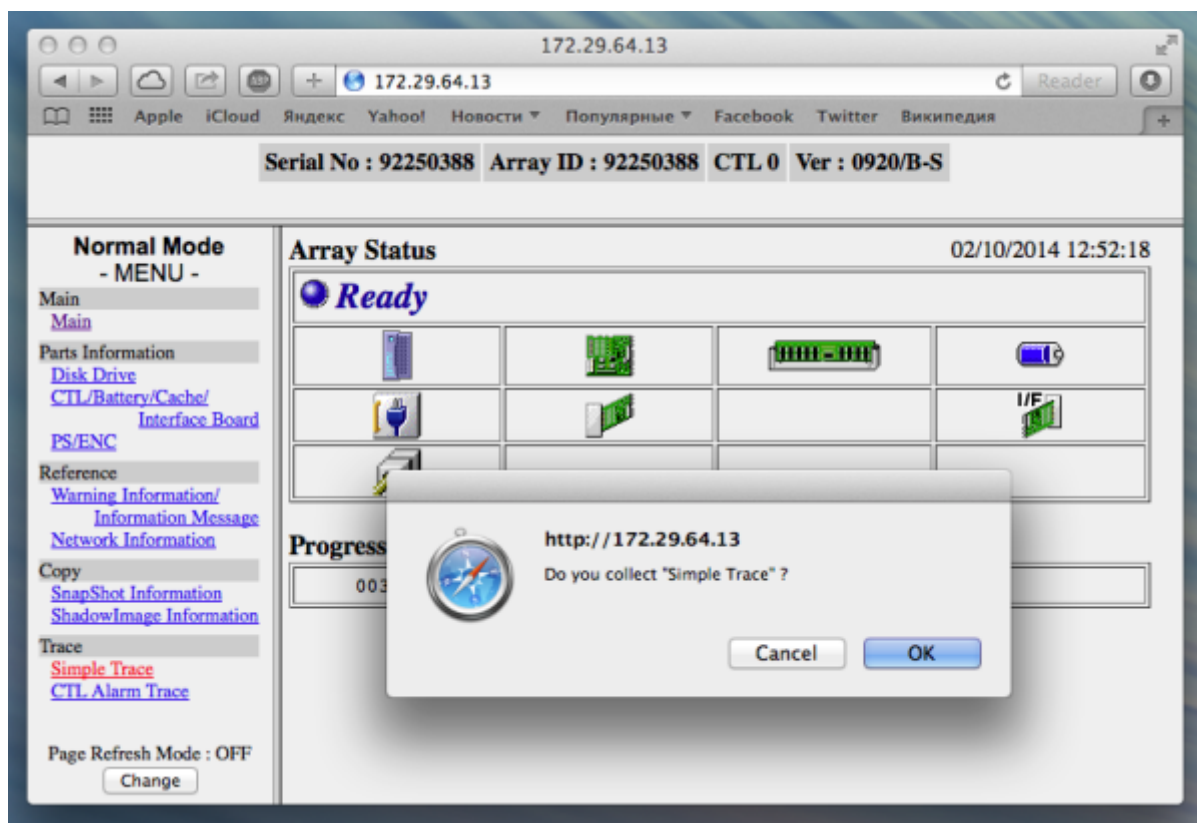 172.29.64.13
172.29.64.13
Reader
Apple iCloud Яндекс Yahoo! Новости Популярные Facebook Twitter Википедия
Serial No : 92250388 Array ID : 92250388 CTL 0 Ver : 0920/B-S
Normal Mode
- MENU -
Main
Main
Parts Information
Disk Drive
CTL/Battery/Cache/
Interface Board
PS/ENC
Reference
Warning Information/
Information Message
Network Information
Copy
SnapShot Information
ShadowImage Information
Trace
Simple Trace
CTL Alarm Trace
Page Refresh Mode : OFF
Change
Array Status 02/10/2014 12:52:18
Ready
I/F
Progress
003
http://172.29.64.13
Do you collect "Simple Trace" ?
Cancel OK